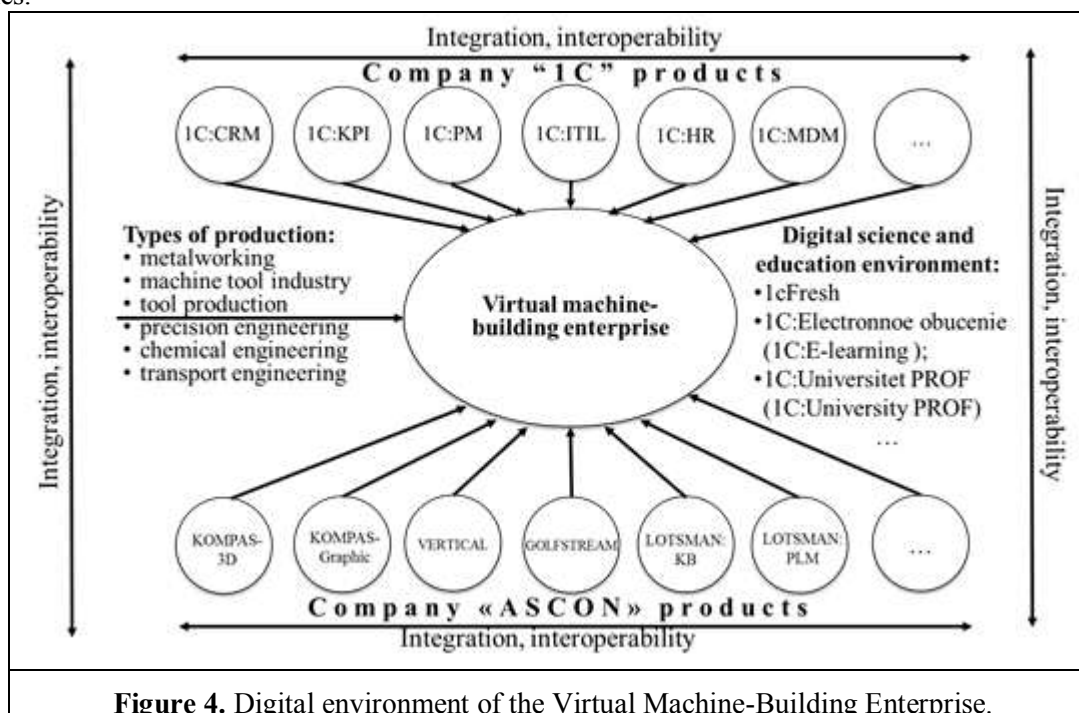 es.
Integration, interoperability
Company “1C” products
1C:CRM
1C:KPI
1C:PM
1C:ITIL
1C:HR
1C:MDM
...
Integration, interoperability
Types of production:
• metalworking
• machine tool industry
• tool production
• precision engineering
• chemical engineering
• transport engineering
Virtual machine-
building enterprise
Digital science and
education environment:
•1cFresh
•1C:Electronnoe obucenie
(1C:E-learning );
•1C:Universitet PROF
(1C:University PROF)
...
Integration, interoperability
KOMPAS-
3D
KOMPAS-
Graphic
VERTICAL
GOLFSTREAM
LOTSMAN:
KB
LOTSMAN:
PLM
...
Company «ASCON» products
Integration, interoperability
Figure 4. Digital environment of the Virtual Machine-Building Enterprise.